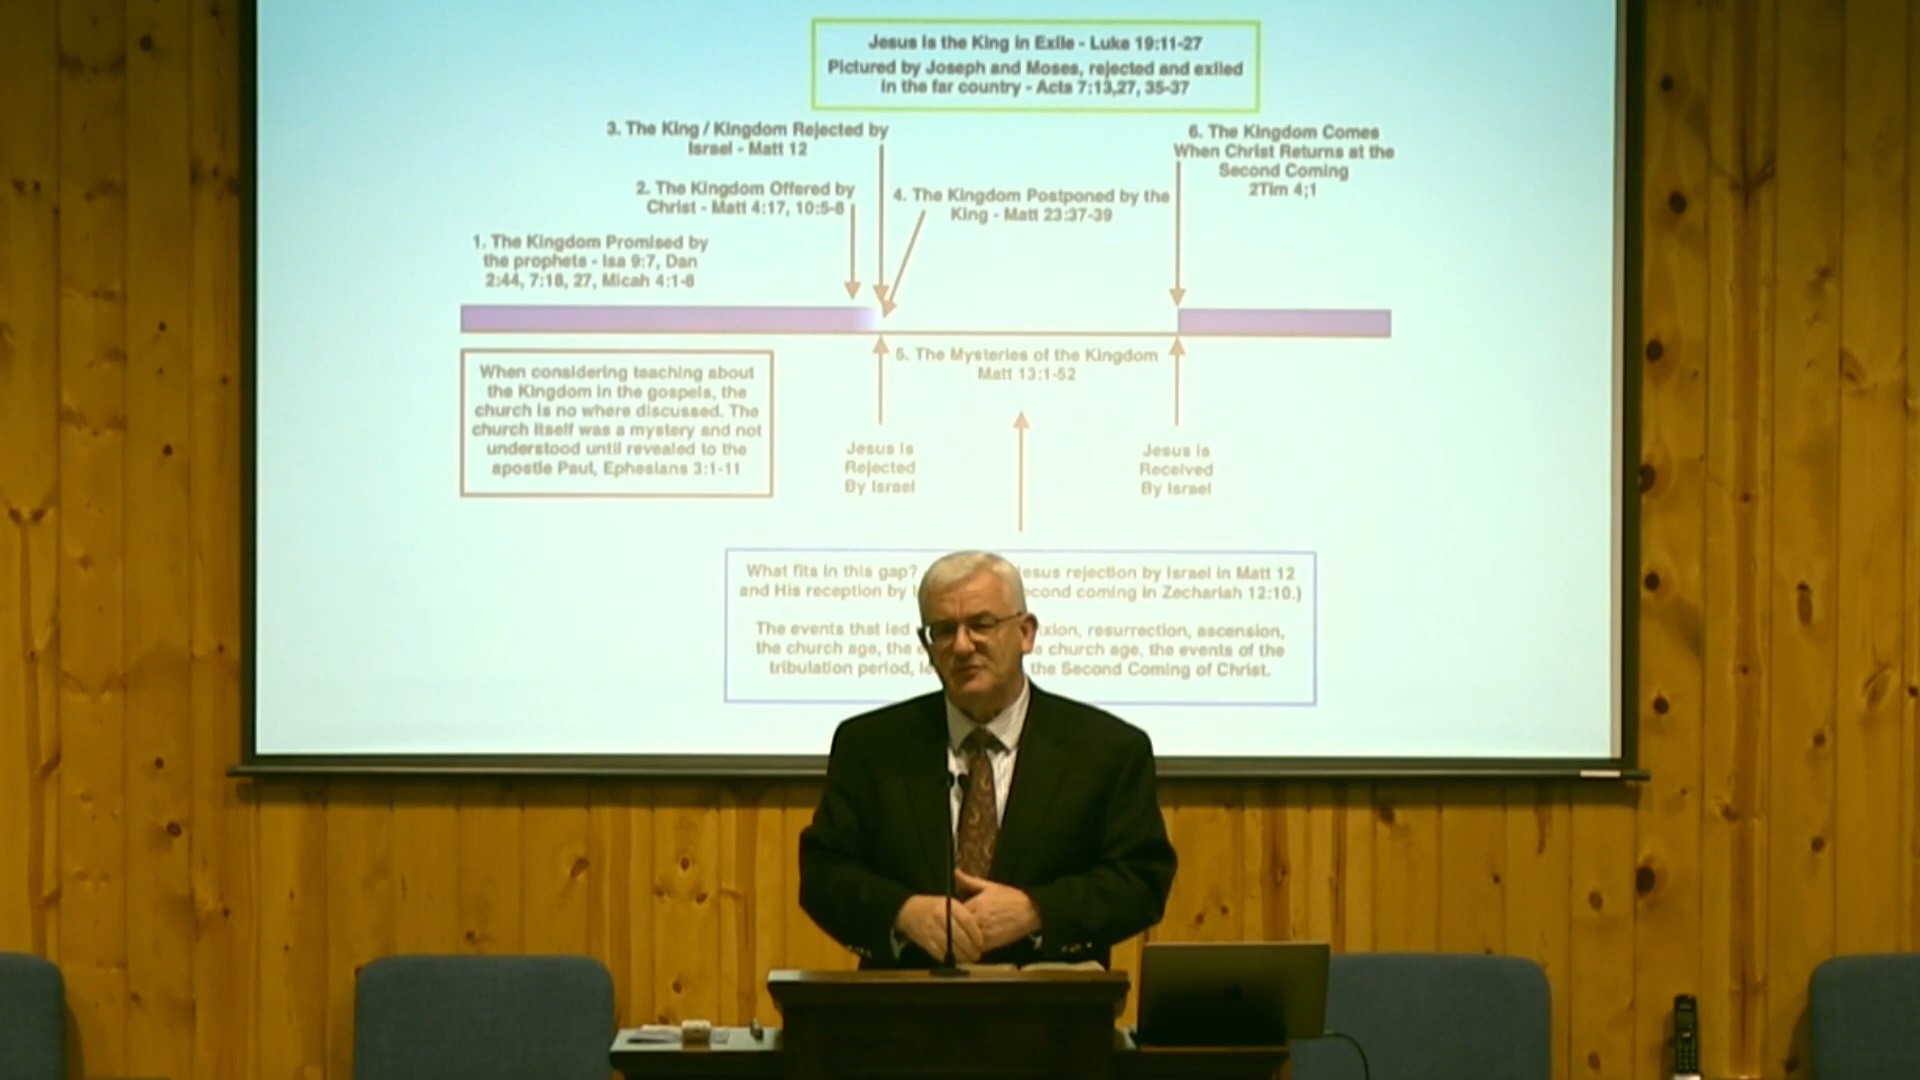 Jesus is the King in Exile - Luke 19:11-27
Pictured by Joseph and Moses, rejected and exiled
in the far country - Acts 7:13,27, 35-37
3. The King / Kingdom Rejected by
Israel - Matt 12
6. The Kingdom Comes
When Christ Returns at the
Second Coming
2Tim 4;1
2. The Kingdom Offered by
Christ - Matt 4:17, 10:5-8
4. The Kingdom Postponed by the
King - Matt 23:37-39
1. The Kingdom Promised by
the prophets - Isa 9:7, Dan
2:44, 7:18, 27, Micah 4:1-8
5. The Mysteries of the Kingdom
Matt 13:1-52
When considering teaching about
the Kingdom in the gospels, the
church is no where discussed. The
church itself was a mystery and not
understood until revealed to the
apostle Paul, Ephesians 3:1-11
Jesus is
Rejected
By Israel
Jesus is
Received
By Israel
What fits in this gap? esus rejection by Israel in Matt 12
and His reception by cond coming in Zechariah 12:10.)
The events that led xion, resurrection, ascension,
the church age, the church age, the events of the
tribulation period, the Second Coming of Christ.